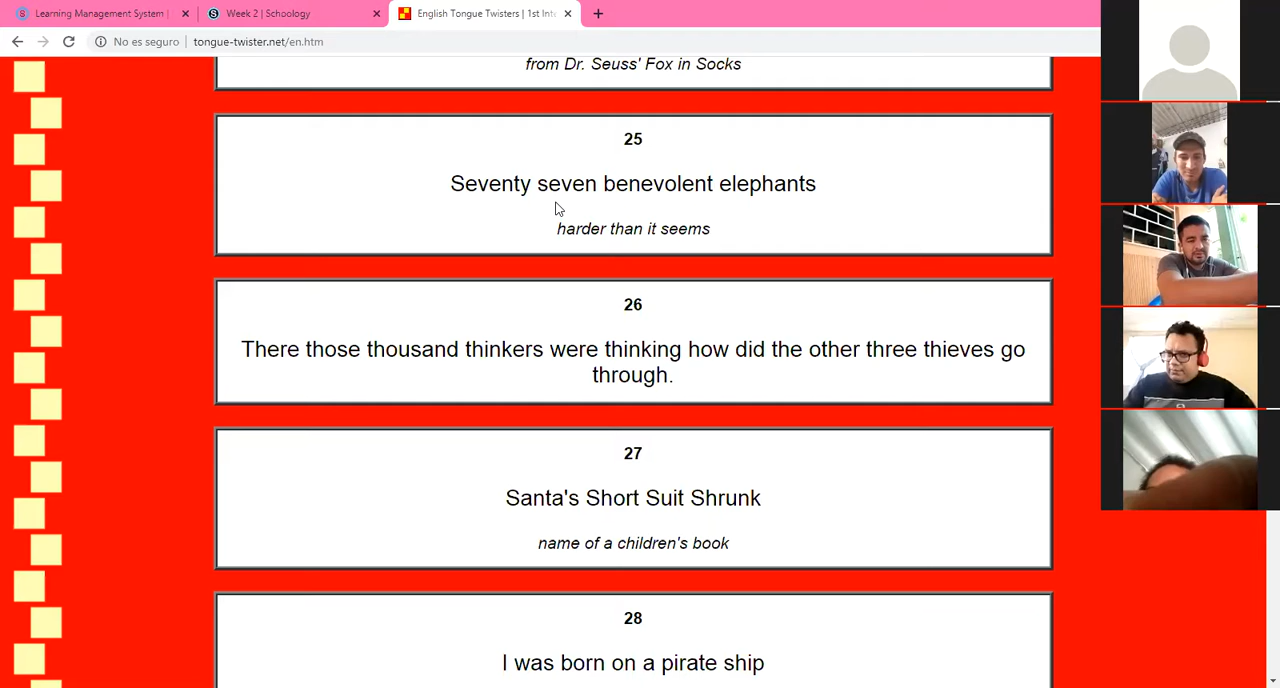 Learning Management System |
Week 2 | Schoology
English Tongue Twisters | 1st Inte
No es seguro | tongue-twister.net/en.htm
from Dr. Seuss' Fox in Socks
25
Seventy seven benevolent elephants
harder than it seems
26
There those thousand thinkers were thinking how did the other three thieves go
through.
27
Santa's Short Suit Shrunk
name of a children's book
28
I was born on a pirate ship